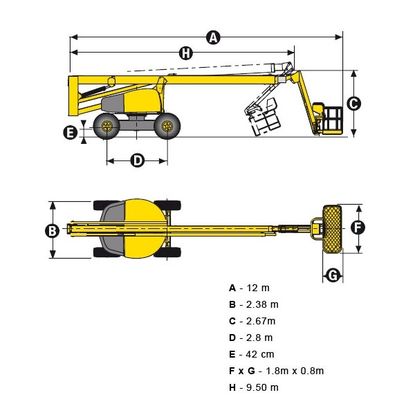 A
H
C
E
D
B
F
G
A - 12 m
B - 2.38 m
C - 2.67m
D - 2.8 m
E - 42 cm
F x G - 1.8m x 0.8m
H - 9.50 m